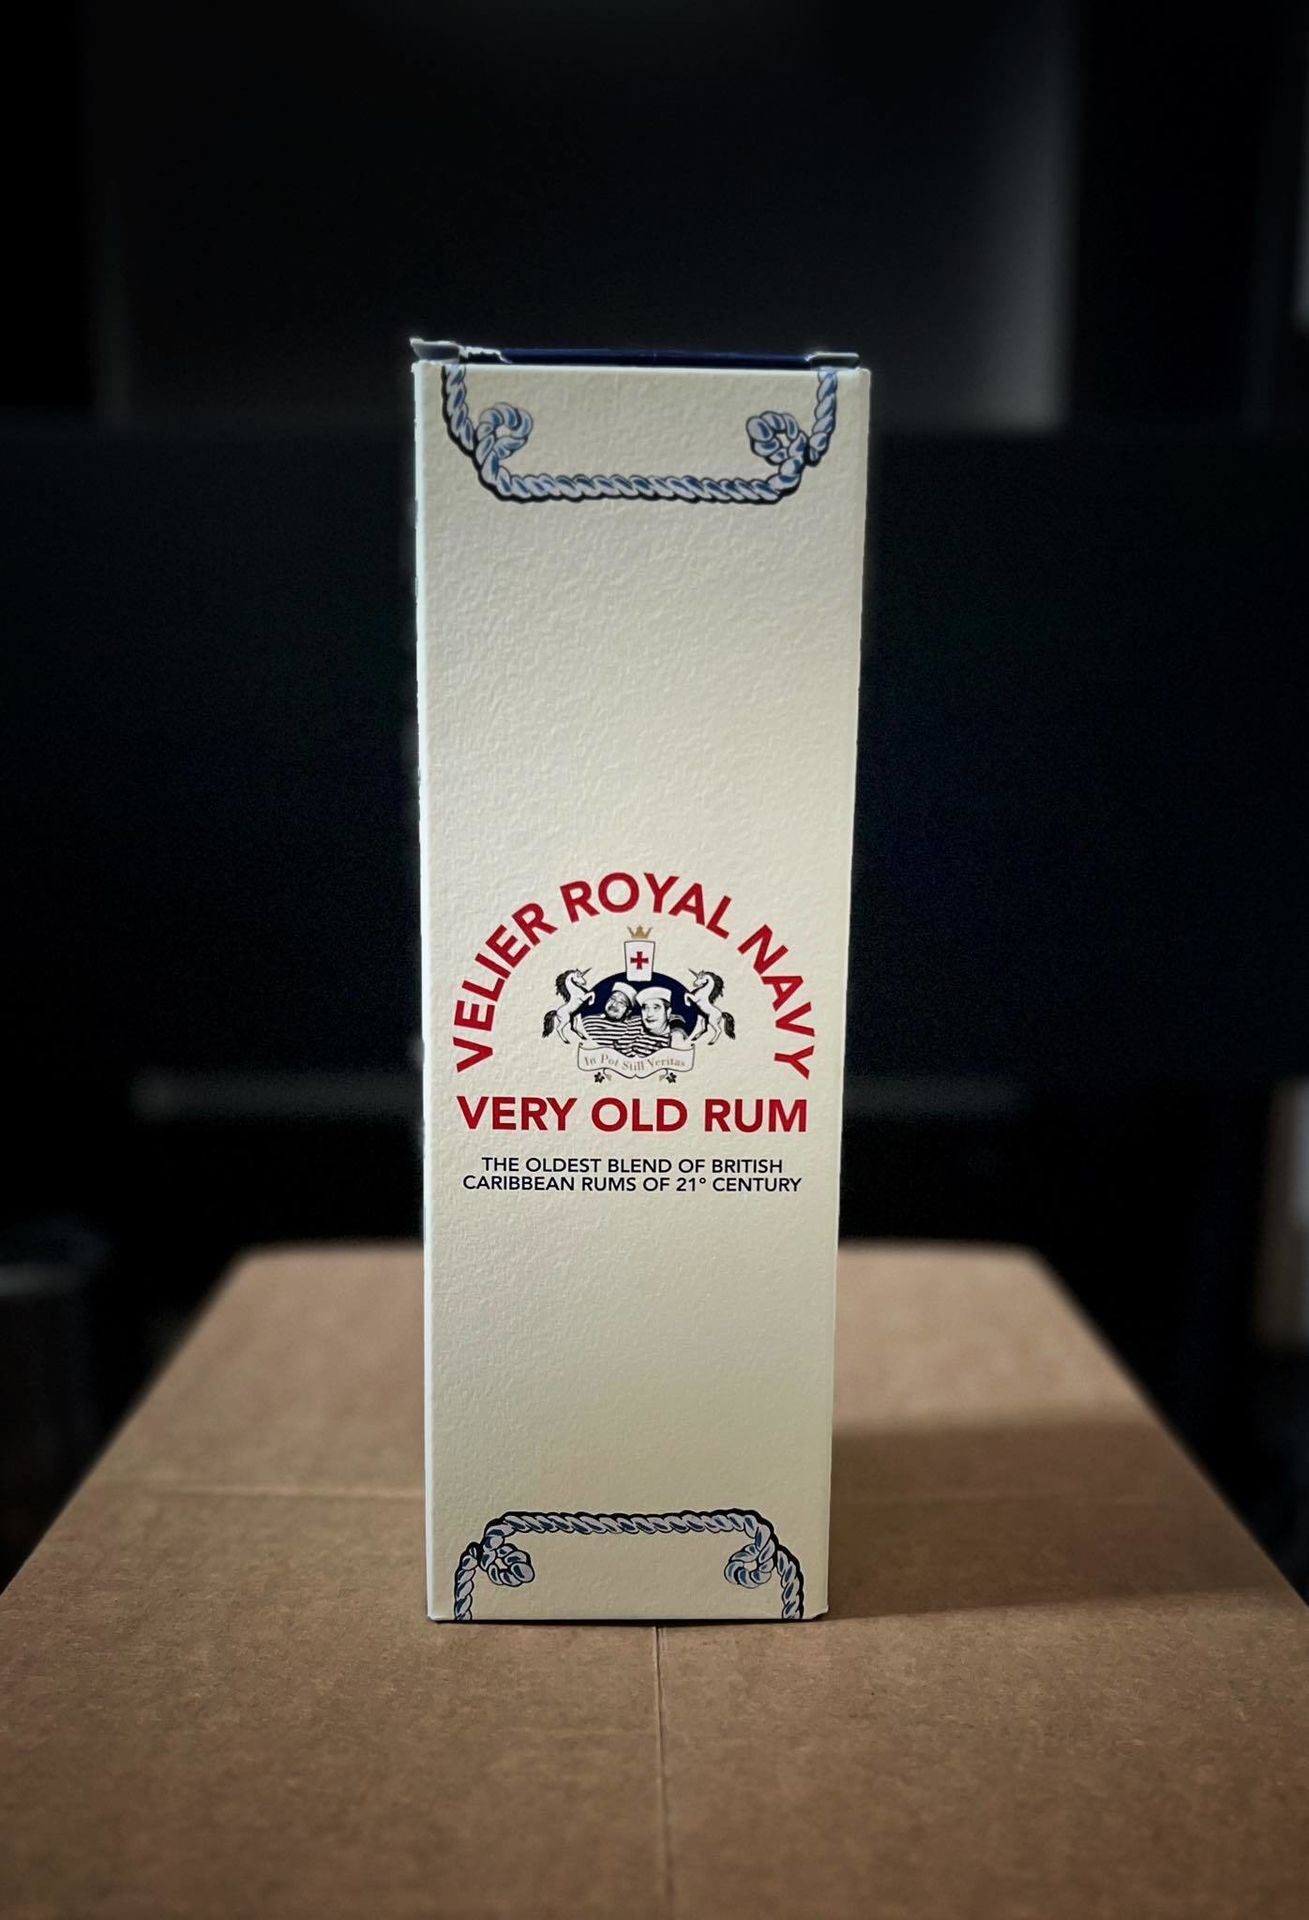 VELIER ROYAL NAVY
In Pot Still Veritas
VERY OLD RUM
THE OLDEST BLEND OF BRITISH
CARIBBEAN RUMS OF 21° CENTURY